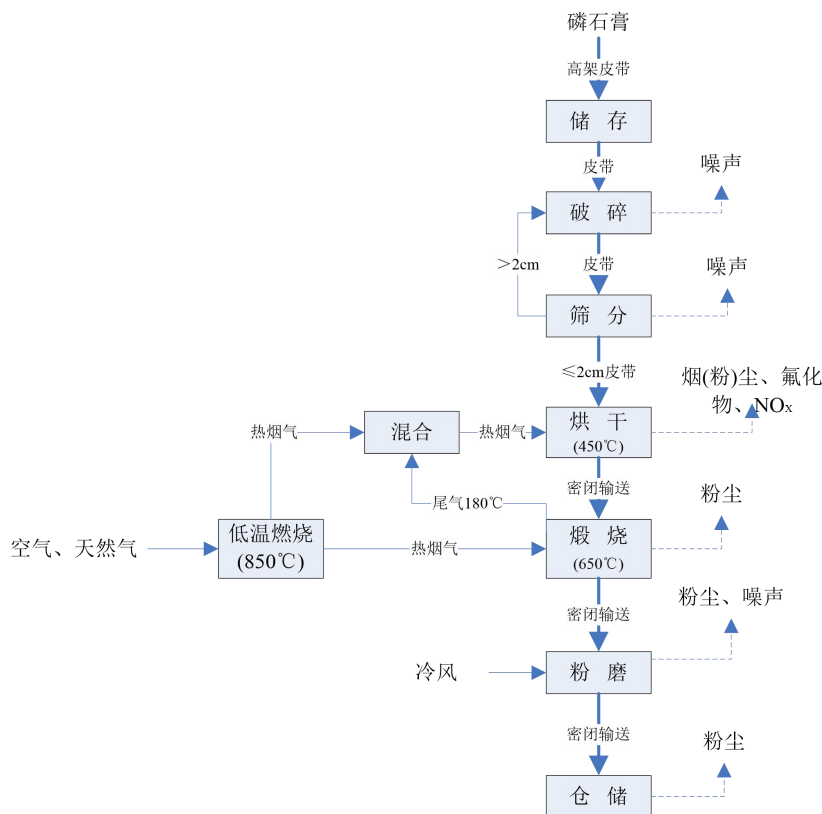 磷石膏
高架皮带
储 存
皮带
噪声
破 碎
>2cm
皮带
噪声
筛 分
≤2cm皮带
烟(粉)尘、氟化
物、NOx
热烟气
混合
热烟气
烘 干
(450℃)
密闭输送
尾气180℃
粉尘
空气、天然气
低温燃烧
(850℃)
热烟气
煅 烧
(650℃)
密闭输送
粉尘、噪声
冷风
粉 磨
密闭输送
粉尘
仓 储